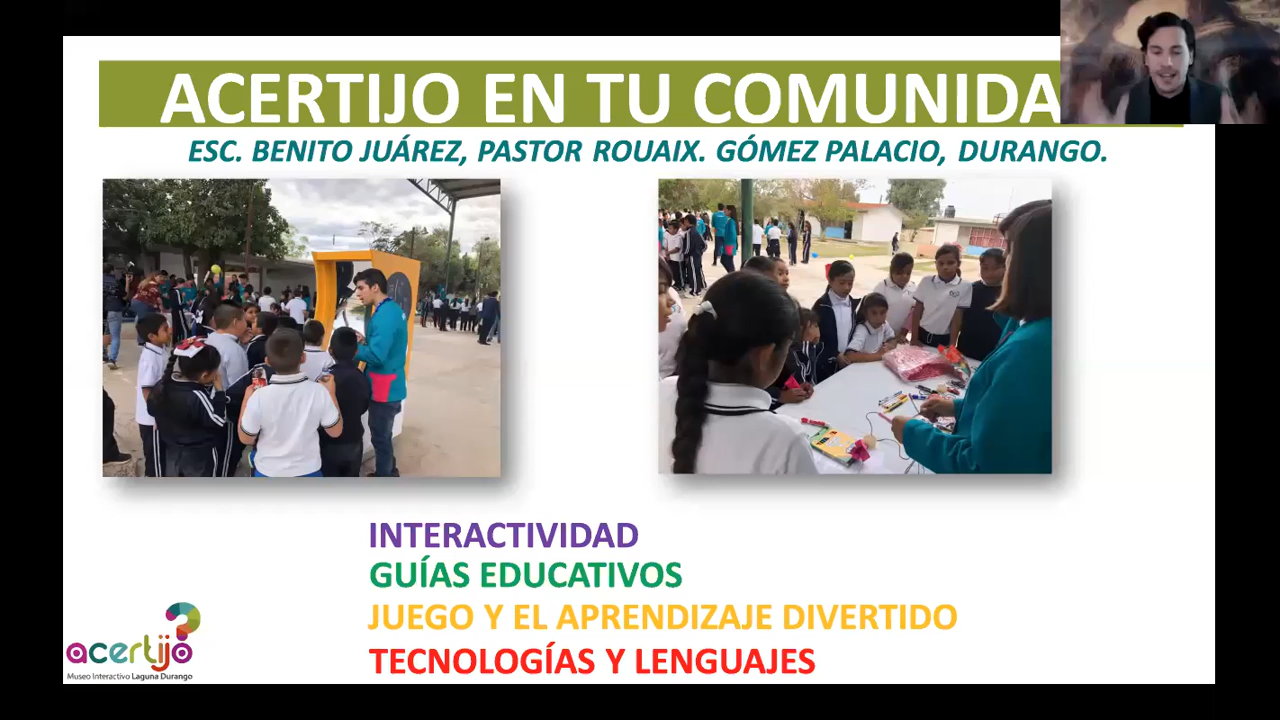 ACERTIJO EN TU COMUNIDA
ESC. BENITO JUÁREZ, PASTOR ROUAIX. GÓMEZ PALACIO, DURANGO.
INTERACTIVIDAD
GUÍAS EDUCATIVOS
JUEGO Y EL APRENDIZAJE DIVERTIDO
TECNOLOGÍAS Y LENGUAJES
acertijo
Museo Interactivo Laguna Durango